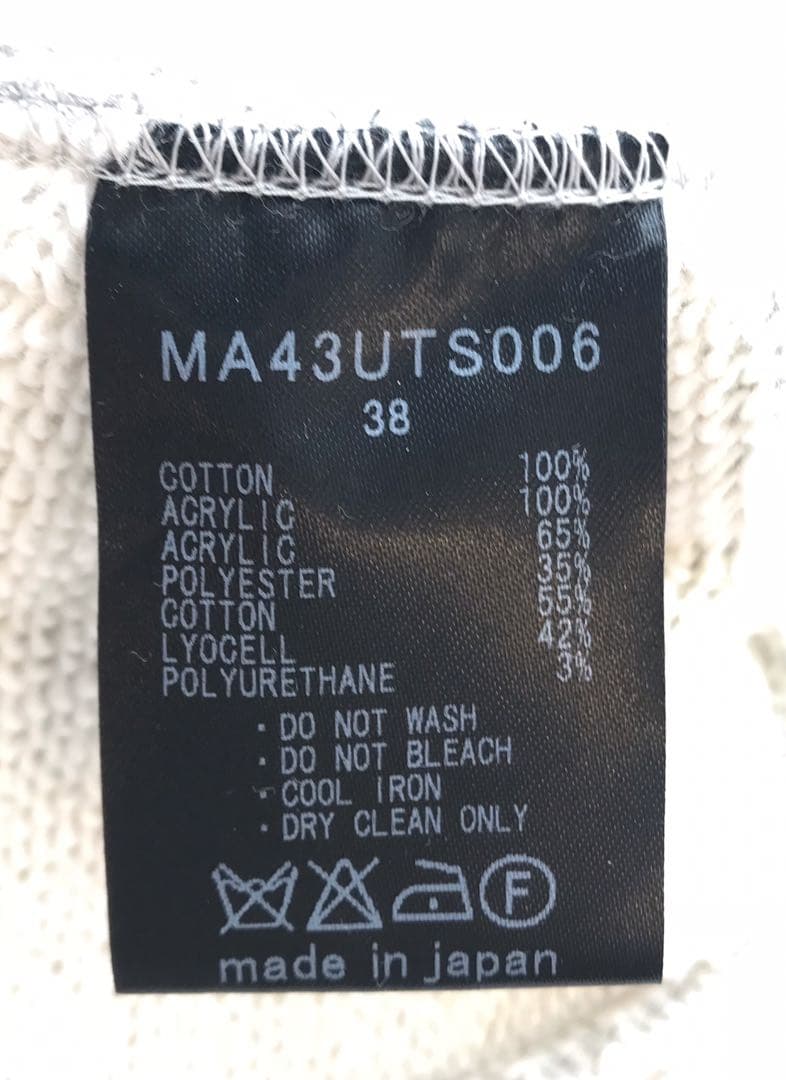 MA43UTS006
38
COTTON 100%
ACRYLIC 100%
ACRYLIC 65%
POLYESTER 35%
COTTON 55%
LYOCELL 42%
POLYURETHANE 3%
・DO NOT WASH
・DO NOT BLEACH
・COOL IRON
・DRY CLEAN ONLY
F
made in japan